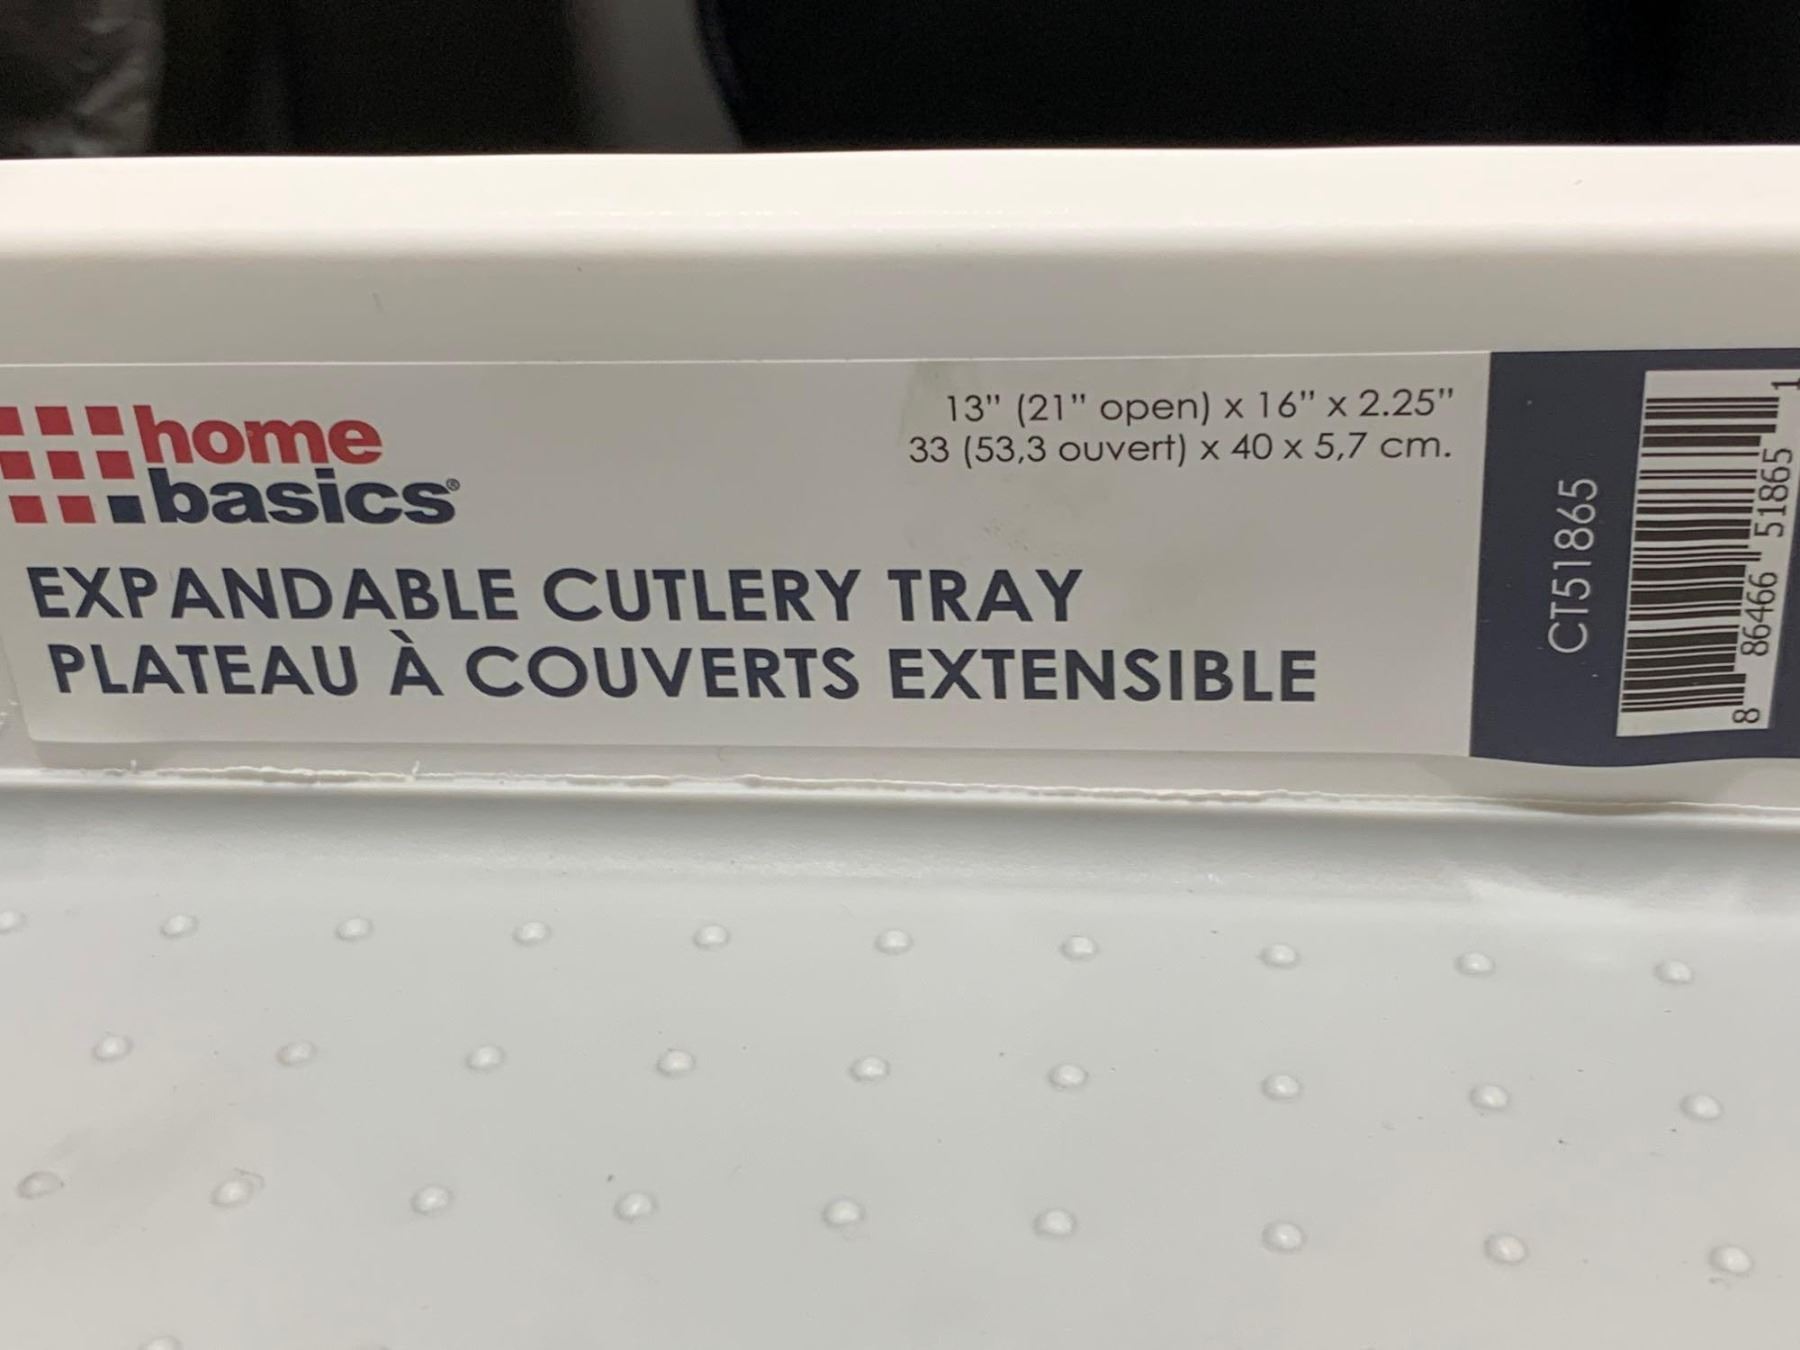 home
basics®
13" (21" open) x 16" x 2.25"
33 (53,3 ouvert) x 40 x 5,7 cm.
EXPANDABLE CUTLERY TRAY
PLATEAU À COUVERTS EXTENSIBLE
CT51865
8 86466 51865 1